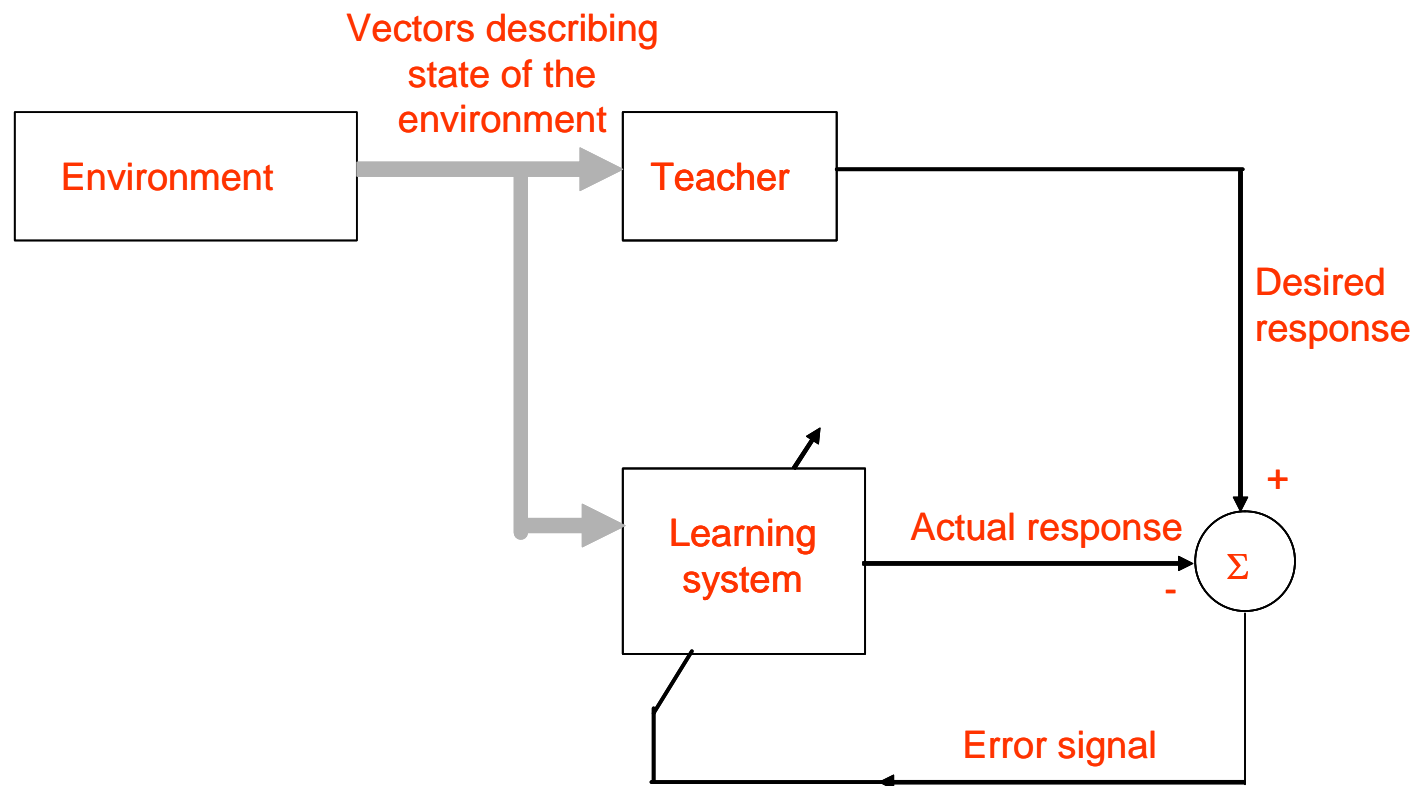 Vectors describing
state of the
environment
Environment
Teacher
Desired
response
+
Learning
system
Actual response
-
Σ
Error signal